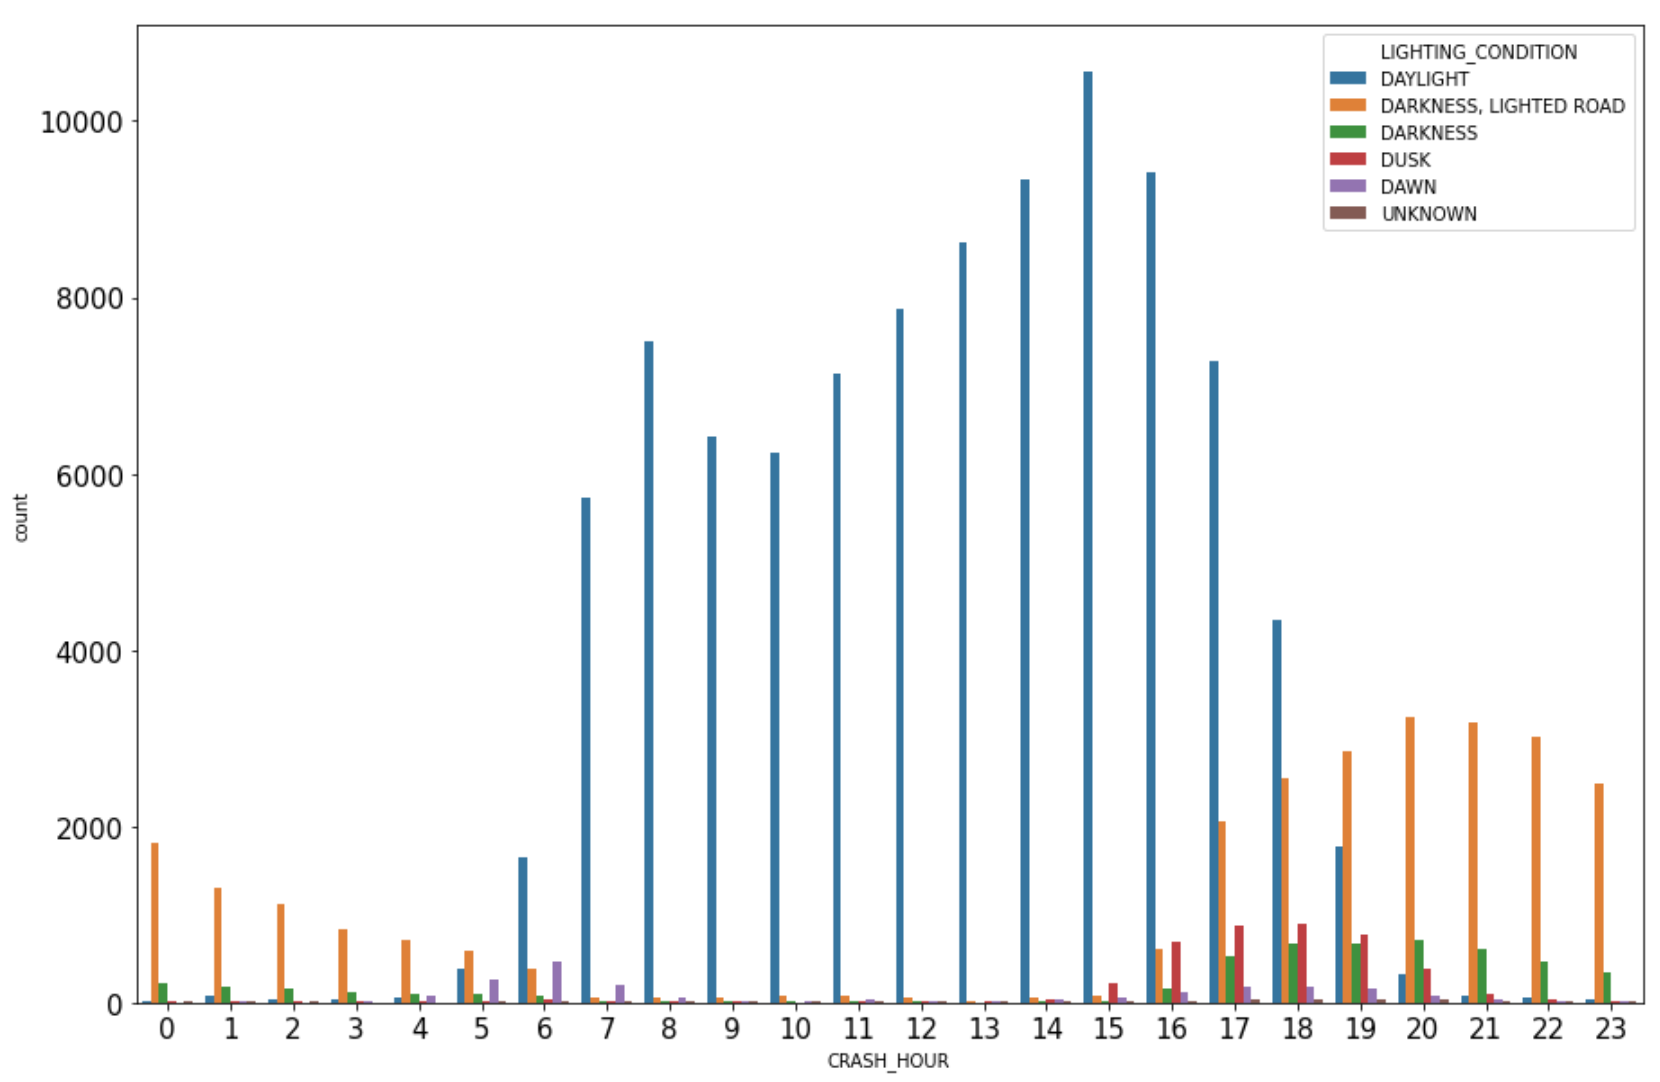 LIGHTING_CONDITION
DAYLIGHT
DARKNESS, LIGHTED ROAD
DARKNESS
DUSK
DAWN
UNKNOWN
10000
8000
6000
4000
2000
0
count
0 1 2 3 4 5 6 7 8 9 10 11 12 13 14 15 16 17 18 19 20 21 22 23
CRASH_HOUR